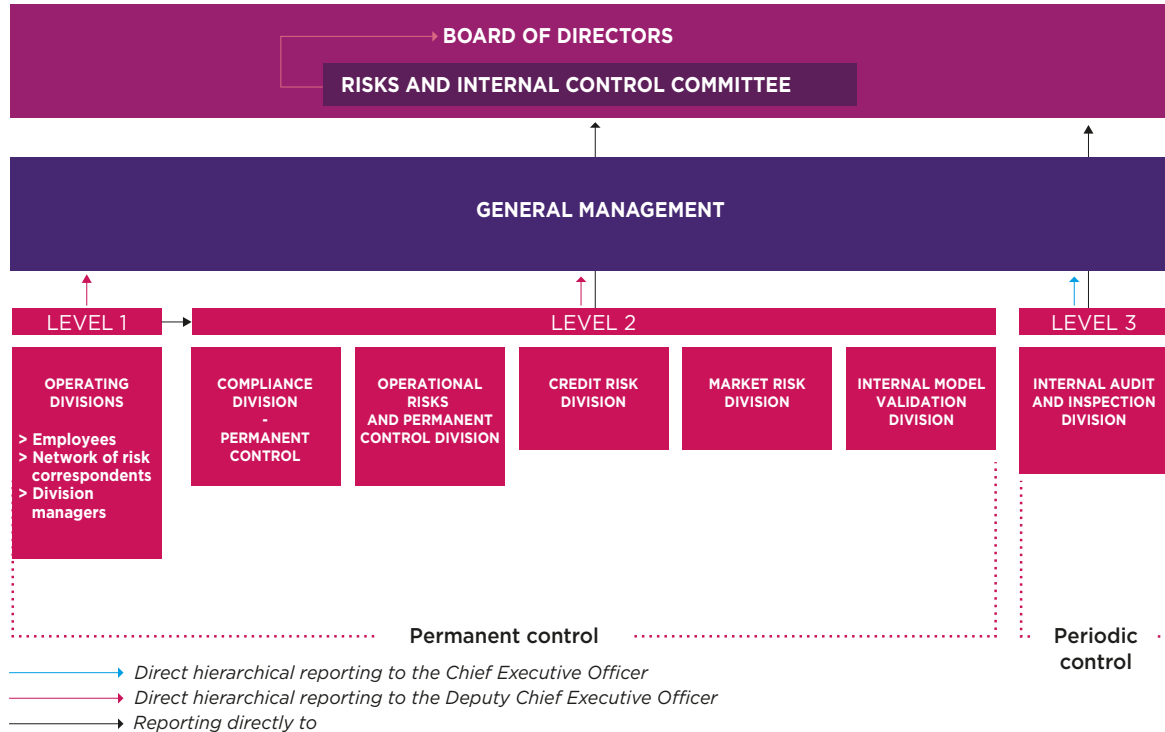 BOARD OF DIRECTORS
RISKS AND INTERNAL CONTROL COMMITTEE
GENERAL MANAGEMENT
LEVEL 1
LEVEL 2
LEVEL 3
OPERATING
DIVISIONS
> Employees
> Network of risk
correspondents
> Division
managers
COMPLIANCE
DIVISION
-
PERMANENT
CONTROL
OPERATIONAL
RISKS
AND PERMANENT
CONTROL DIVISION
CREDIT RISK
DIVISION
MARKET RISK
DIVISION
INTERNAL MODEL
VALIDATION
DIVISION
INTERNAL AUDIT
AND INSPECTION
DIVISION
Permanent control
Periodic
control
Direct hierarchical reporting to the Chief Executive Officer
Direct hierarchical reporting to the Deputy Chief Executive Officer
Reporting directly to